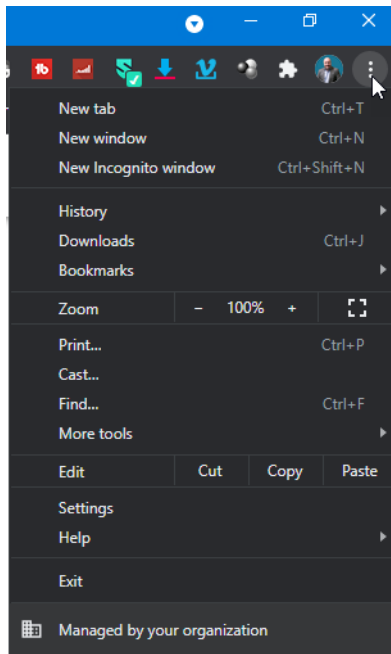 New tab Ctrl+T
New window Ctrl+N
New Incognito window Ctrl+Shift+N
History
Downloads Ctrl+J
Bookmarks
Zoom – 100% +
Print... Ctrl+P
Cast...
Find... Ctrl+F
More tools
Edit Cut Copy Paste
Settings
Help
Exit
Managed by your organization